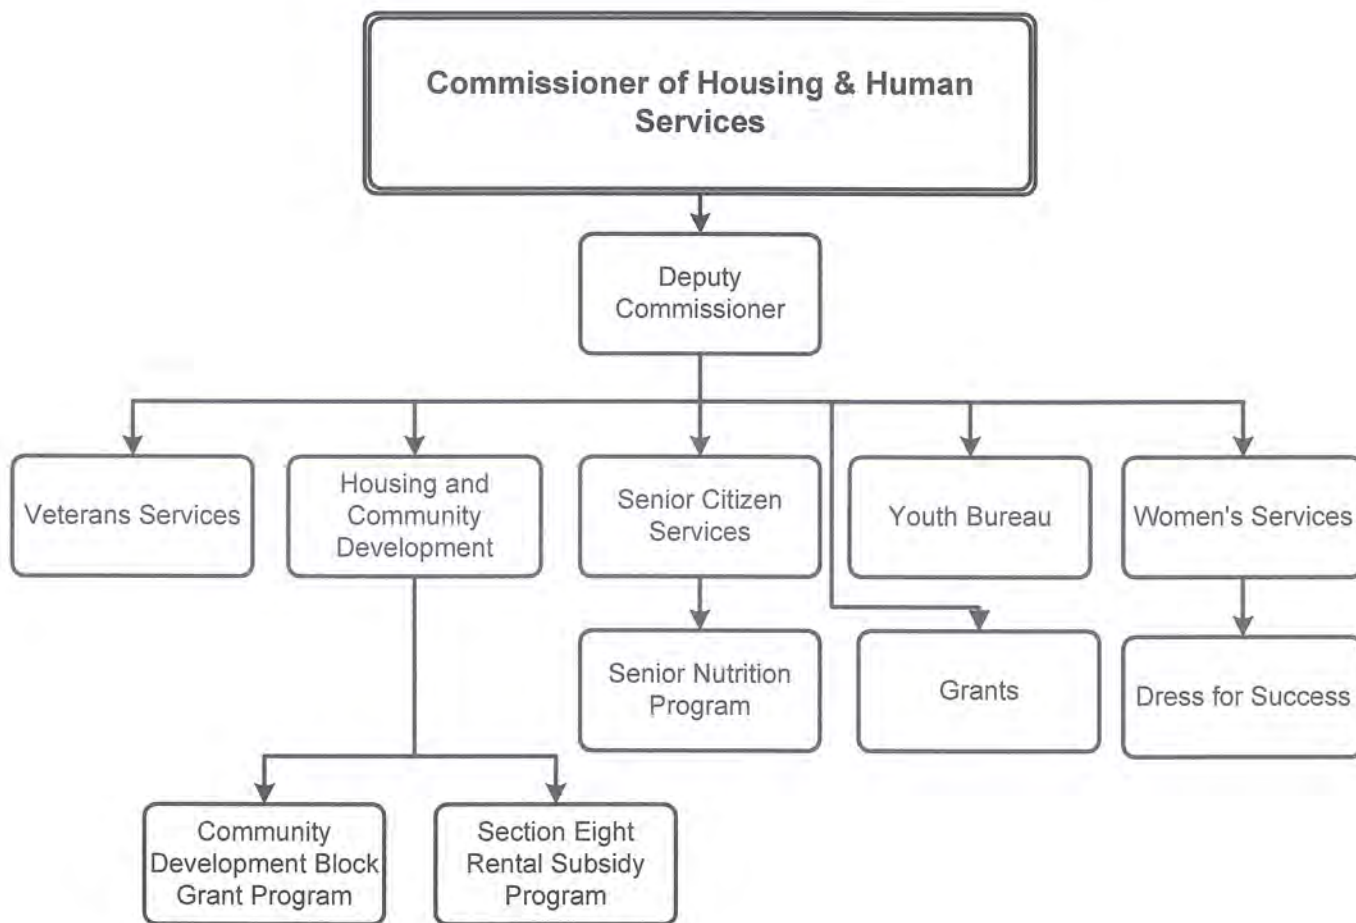 Commissioner of Housing & Human
Services
Deputy
Commissioner
Veterans Services
Housing and
Community
Development
Senior Citizen
Services
Youth Bureau
Women's Services
Senior Nutrition
Program
Grants
Dress for Success
Community
Development Block
Grant Program
Section Eight
Rental Subsidy
Program